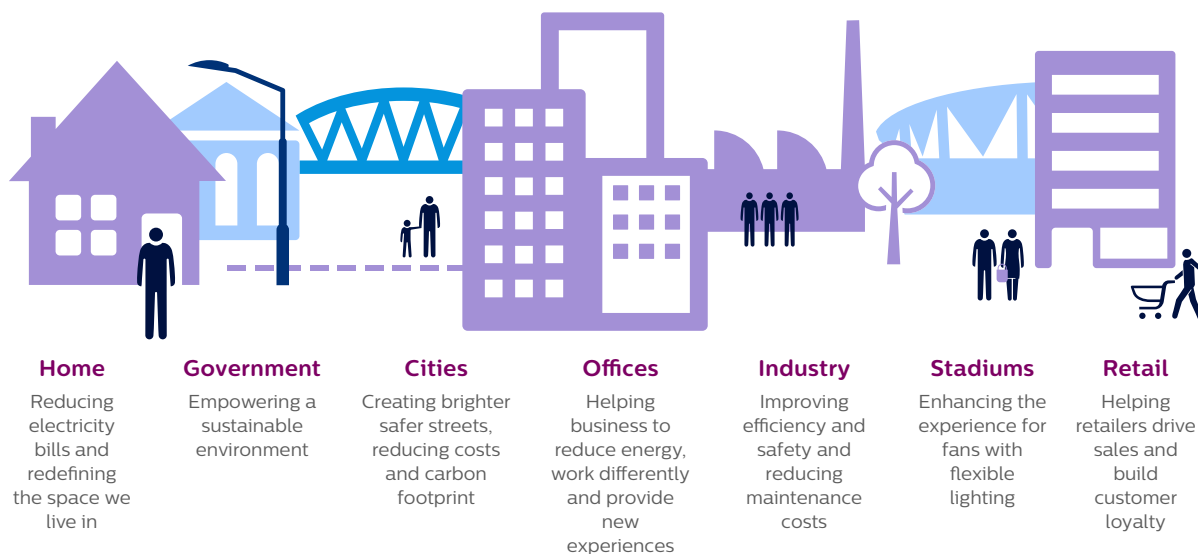 Home
Reducing
electricity
bills and
redefining
the space we
live in
Government
Empowering a
sustainable
environment
Cities
Creating brighter
safer streets,
reducing costs
and carbon
footprint
Offices
Helping
business to
reduce energy,
work differently
and provide
new
experiences
Industry
Improving
efficiency and
safety and
reducing
maintenance
costs
Stadiums
Enhancing the
experience for
fans with
flexible
lighting
Retail
Helping
retailers drive
sales and
build
customer
loyalty